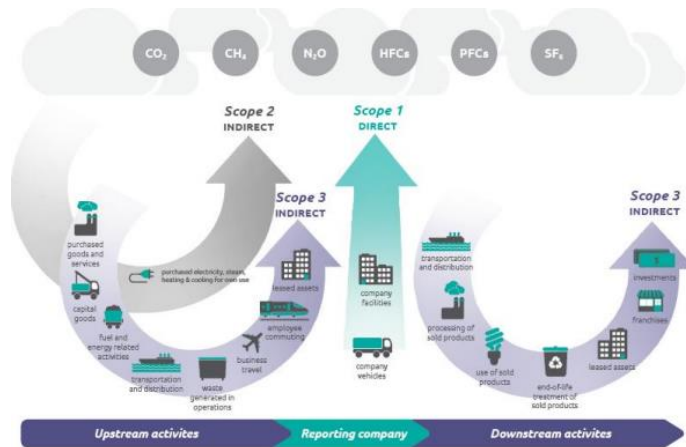 CO₂
CH₄
N₂O
HFCs
PFCs
SF₆
Scope 2
INDIRECT
Scope 1
DIRECT
Scope 3
INDIRECT
Scope 3
INDIRECT
purchased
goods and
services
capital
goods
fuel and
energy related
activities
transportation
and distribution
waste
generated in
operations
business
travel
employee
commuting
leased assets
purchased electricity, steam,
heating & cooling for own use
company
facilities
company
vehicles
transportation
and distribution
processing of
sold products
use of sold
products
end-of-life
treatment of
sold products
leased assets
franchises
investments
Upstream activites
Reporting company
Downstream activites